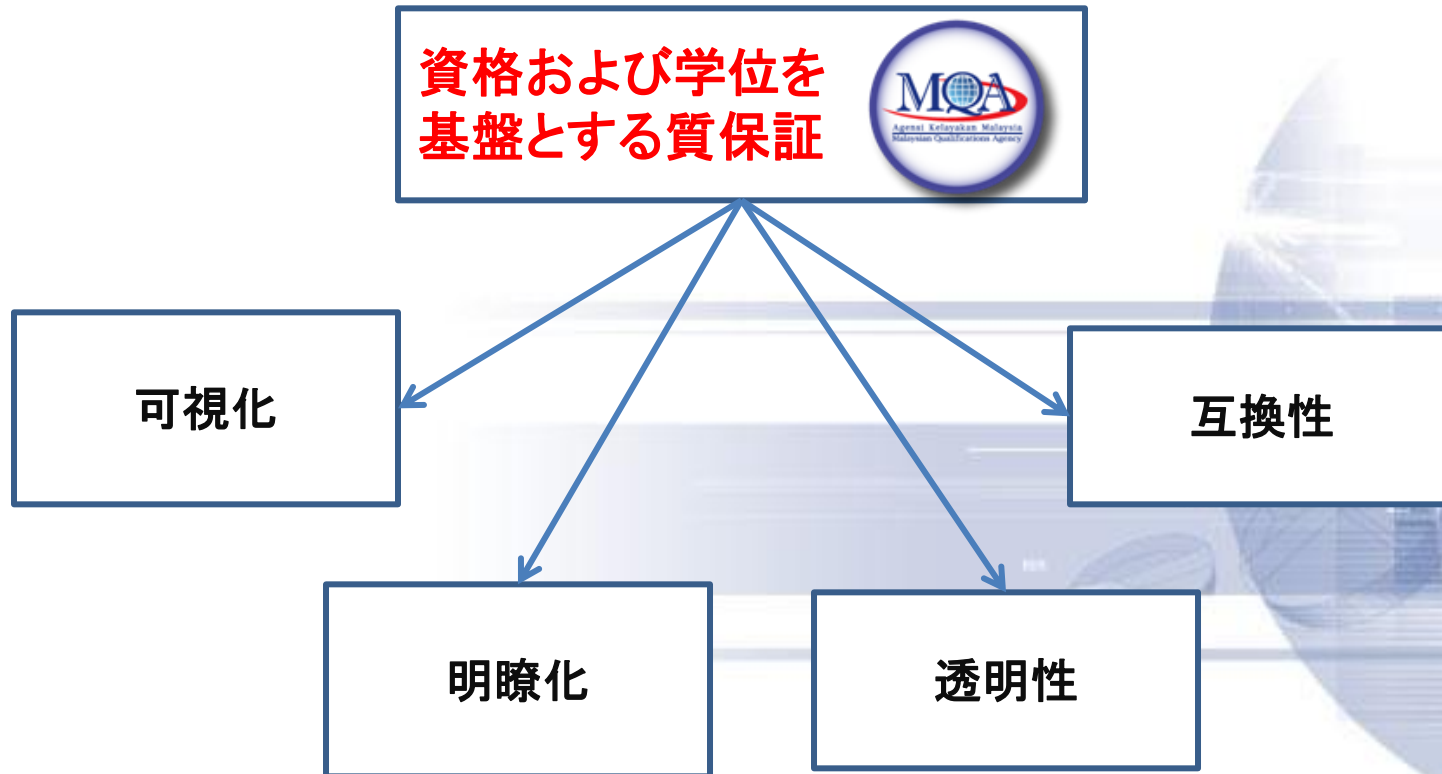 資格および学位を
基盤とする質保証
MQA
Agensi Kelayakan Malaysia
Malaysian Qualifications Agency
可視化
互換性
明瞭化
透明性